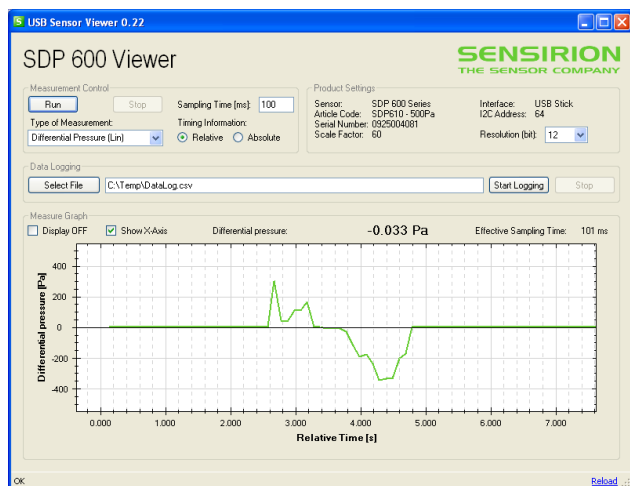 USB Sensor Viewer 0.22
SDP 600 Viewer
SENSIRION
THE SENSOR COMPANY
Measurement Control
Run
Stop
Sampling Time [ms]: 100
Type of Measurement:
Timing Information:
Differential Pressure (Lin)
Relative
Absolute
Product Settings
Sensor: SDP 600 Series
Article Code: SDP610 - 500Pa
Serial Number: 0925004081
Scale Factor: 60
Interface: USB Stick
I2C Address: 64
Resolution (bit): 12
Data Logging
Select File
C:\Temp\DataLog.csv
Start Logging
Stop
Measure Graph
Display OFF
Show X-Axis
Differential pressure: -0.033 Pa
Effective Sampling Time: 101 ms
Differential pressure [Pa]
400
200
0
-200
-400
0.000 1.000 2.000 3.000 4.000 5.000 6.000 7.000
Relative Time [s]
OK
Reload